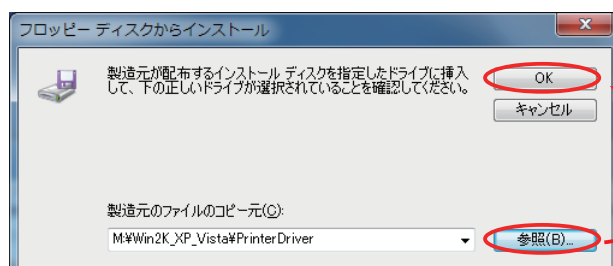 フロッピー ディスクからインストール
製造元が配布するインストール ディスクを指定したドライブに挿入
して、下の正しいドライブが選択されていることを確認してください。
OK
キャンセル
製造元のファイルのコピー元(C):
M:¥Win2K_XP_Vista¥PrinterDriver
参照(B)...